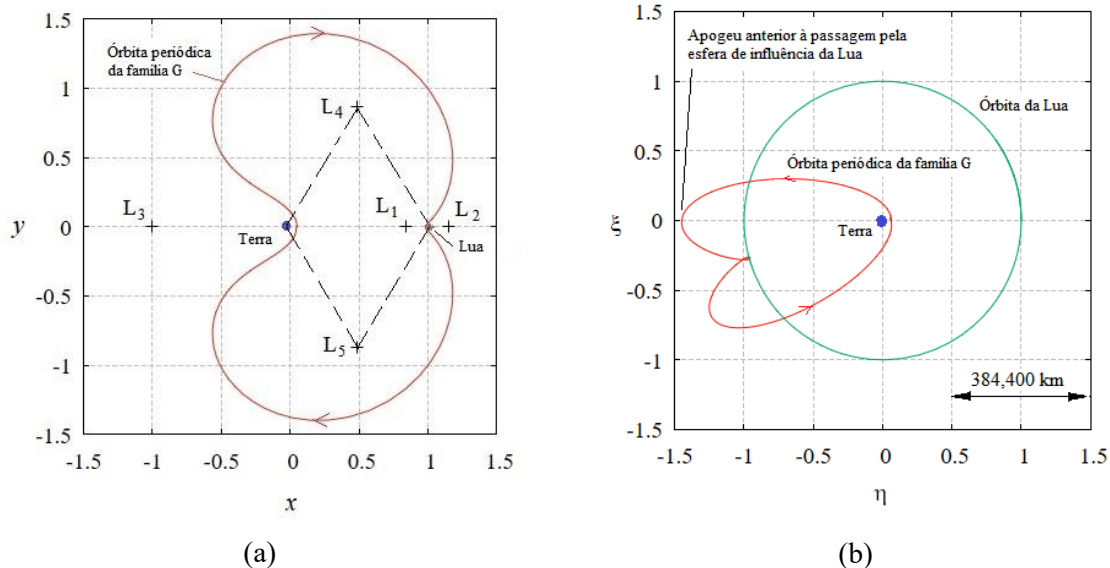 1.5
1
0.5
0
-0.5
-1
-1.5
y
Órbita periódica
da família G
L4
L3
L1
L2
Terra
Lua
L5
-1.5 -1 -0.5 0 0.5 1 1.5
x
(a)
1.5
1
0.5
0
-0.5
-1
-1.5
ξ
Apogeu anterior à passagem pela
esfera de influência da Lua
Órbita da Lua
Órbita periódica da família G
Terra
384,400 km
-1.5 -1 -0.5 0 0.5 1 1.5
η
(b)